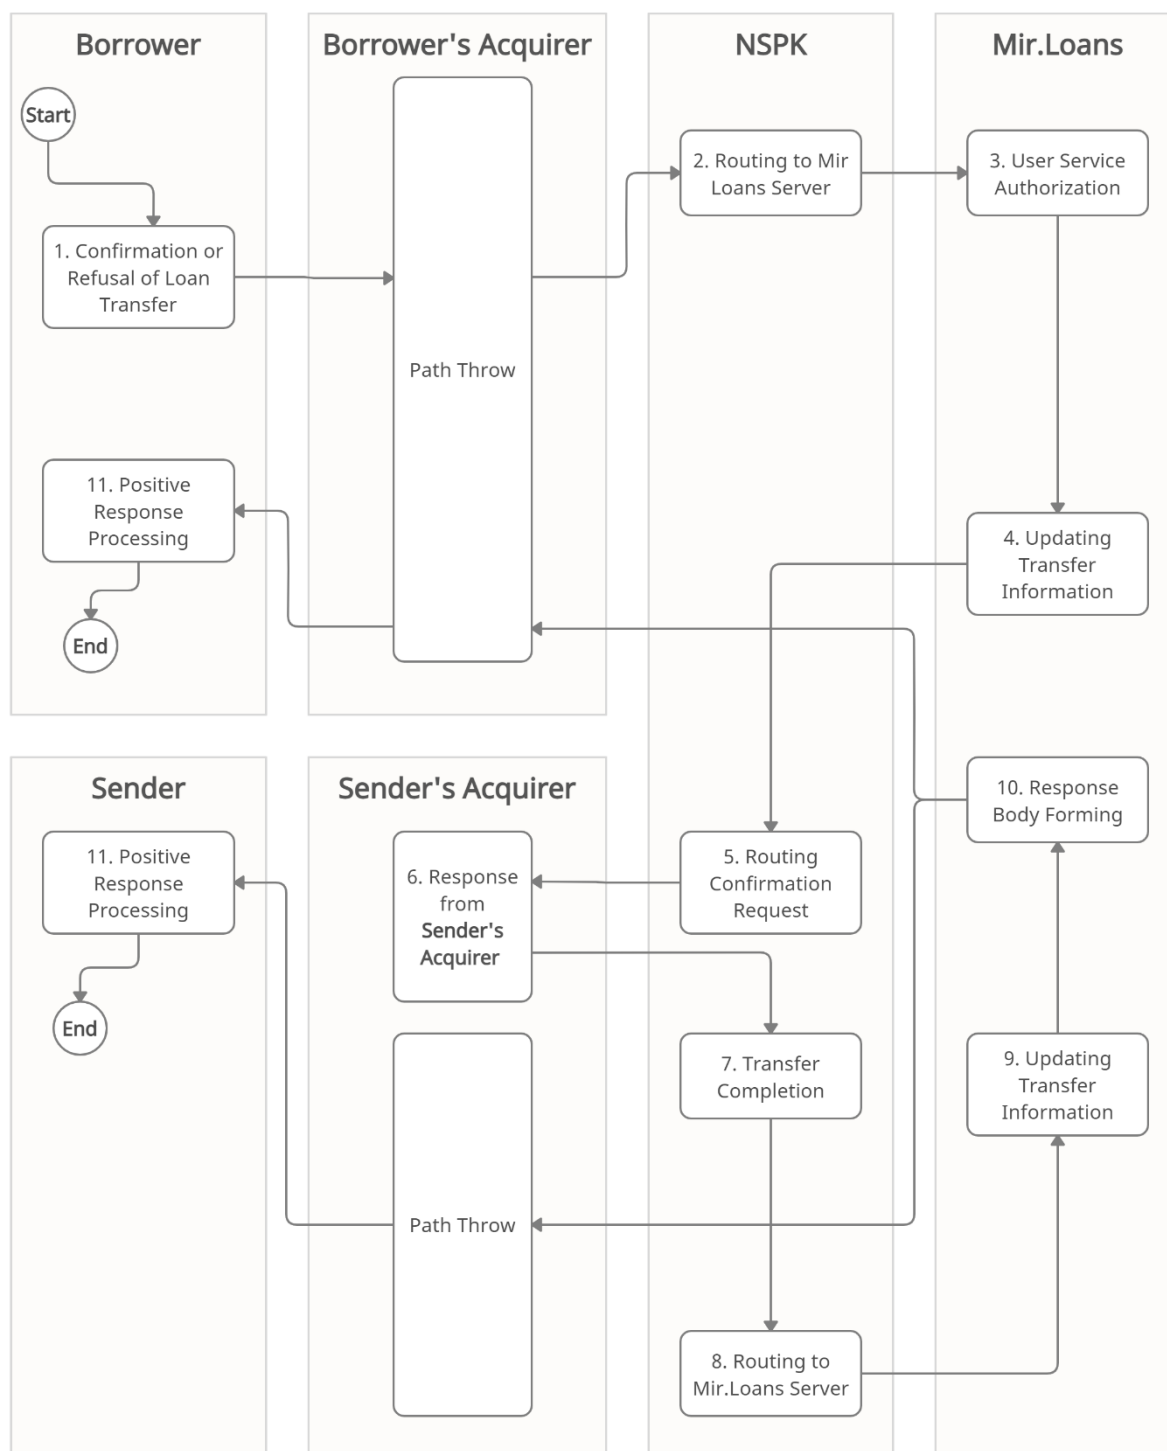 Borrower
Borrower's Acquirer
NSPK
Mir.Loans
Start
1. Confirmation or
Refusal of Loan
Transfer
Path Throw
2. Routing to Mir
Loans Server
3. User Service
Authorization
11. Positive
Response
Processing
End
4. Updating
Transfer
Information
Sender
Sender's Acquirer
11. Positive
Response
Processing
End
6. Response
from
Sender's
Acquirer
5. Routing
Confirmation
Request
10. Response
Body Forming
7. Transfer
Completion
9. Updating
Transfer
Information
Path Throw
8. Routing to
Mir.Loans Server